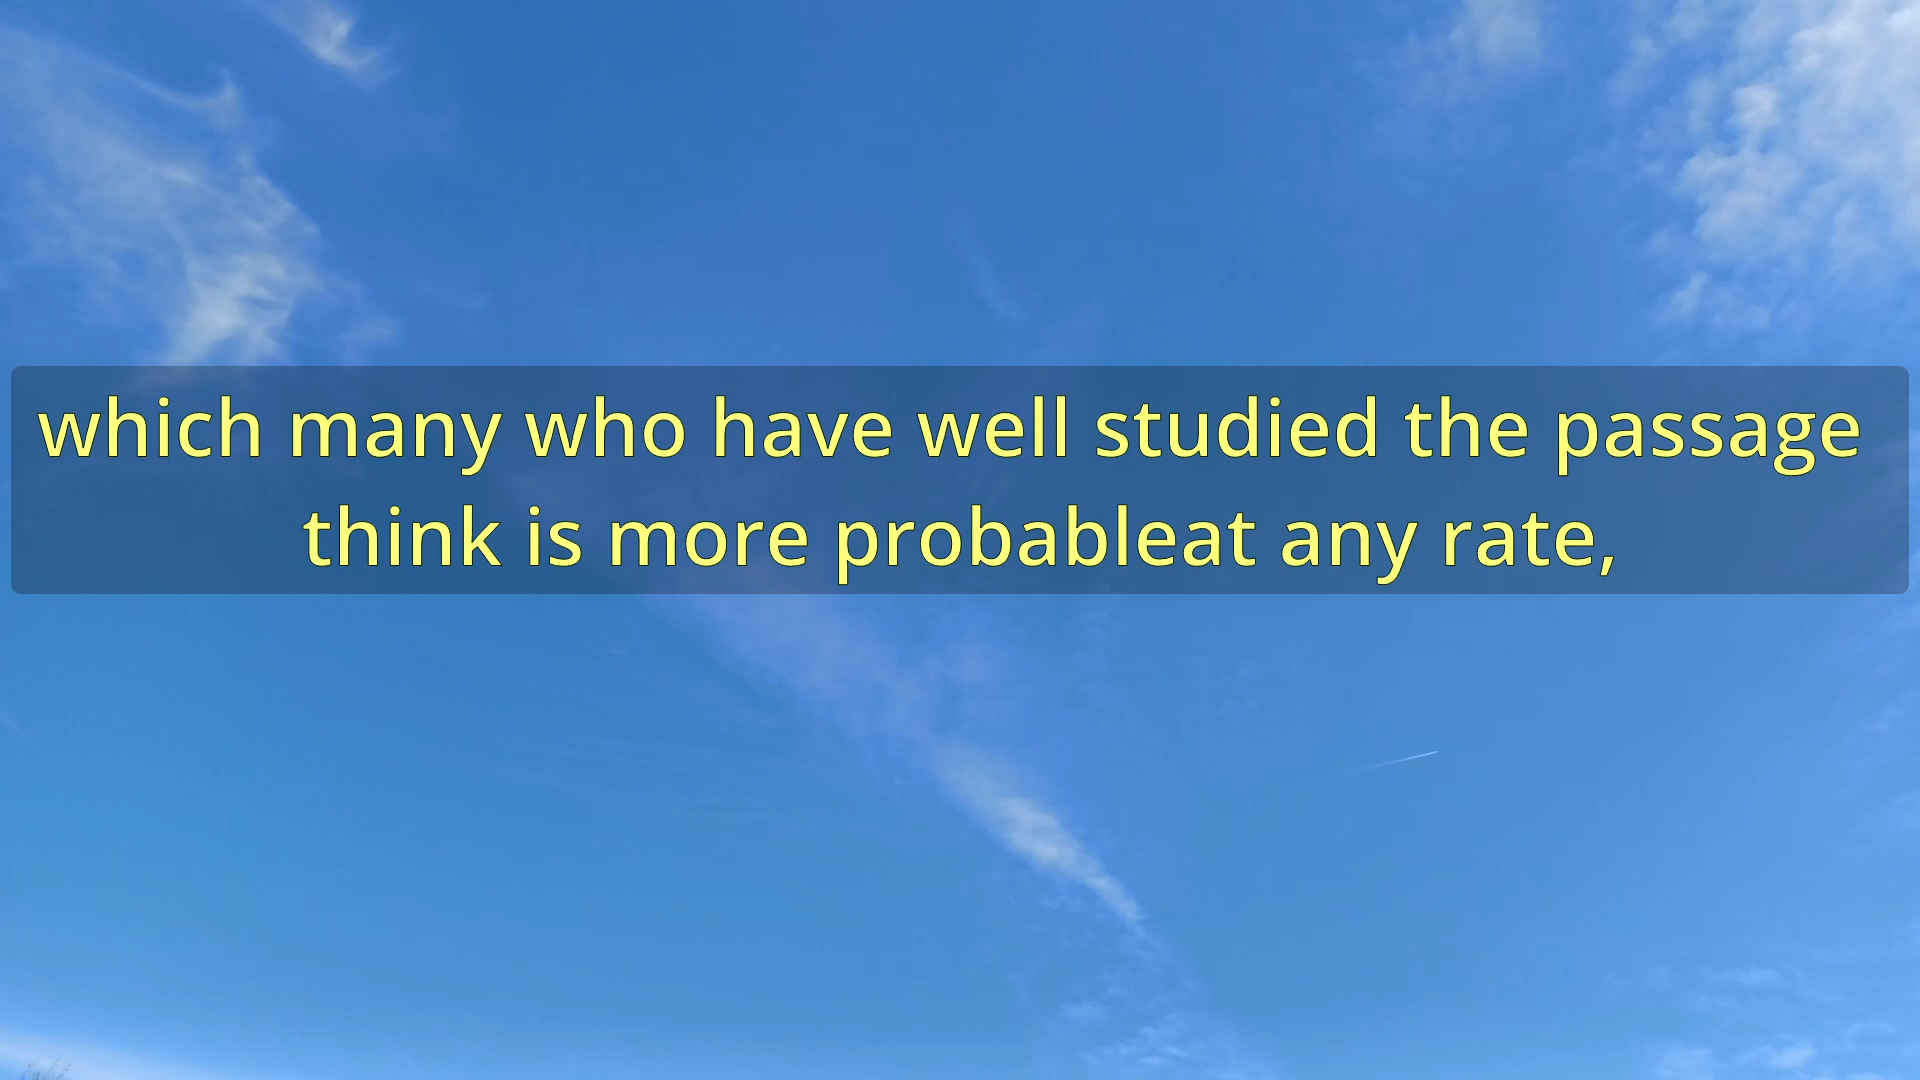 which many who have well studied the passage
think is more probableat any rate,